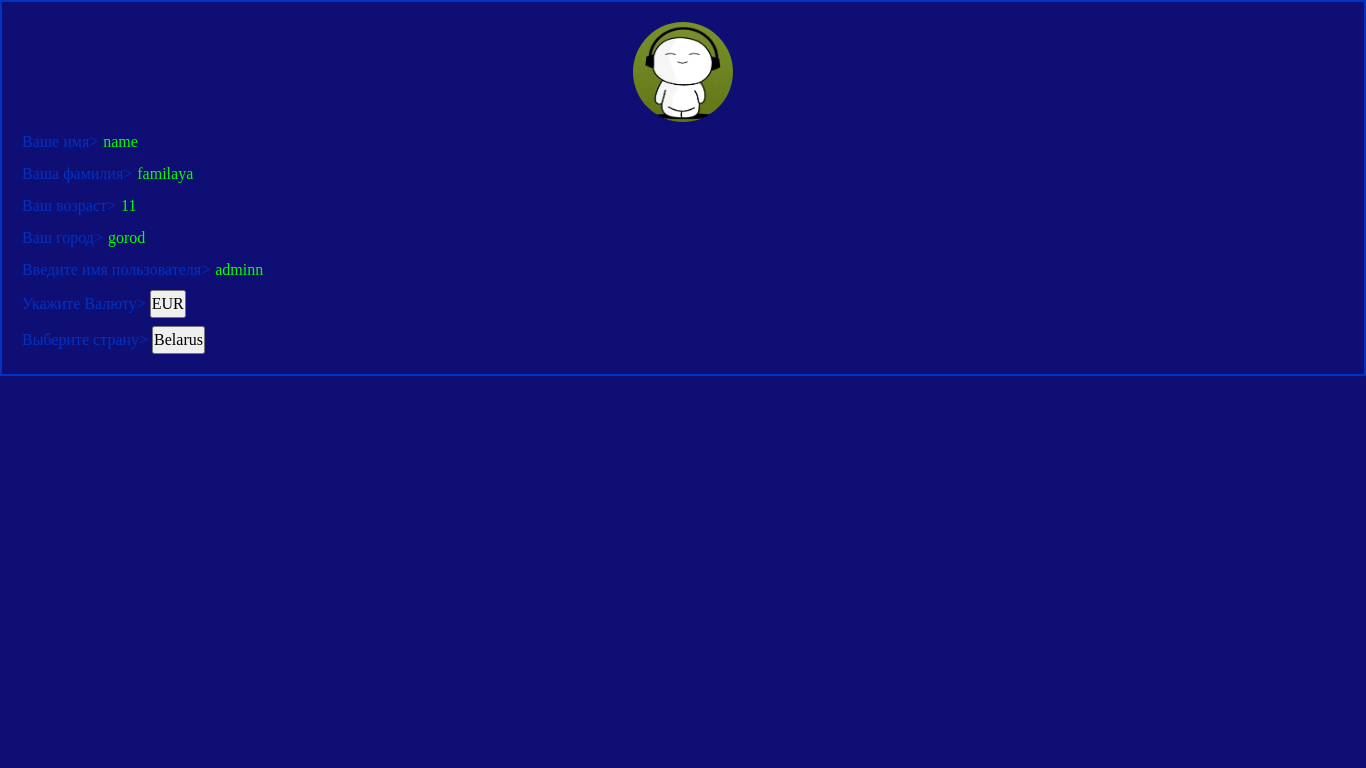 Ваше имя> name
Ваша фамилия> familaya
Ваш возраст> 11
Ваш город> gorod
Введите имя пользователя> adminn
Укажите Валюту> EUR
Выберите страну> Belarus